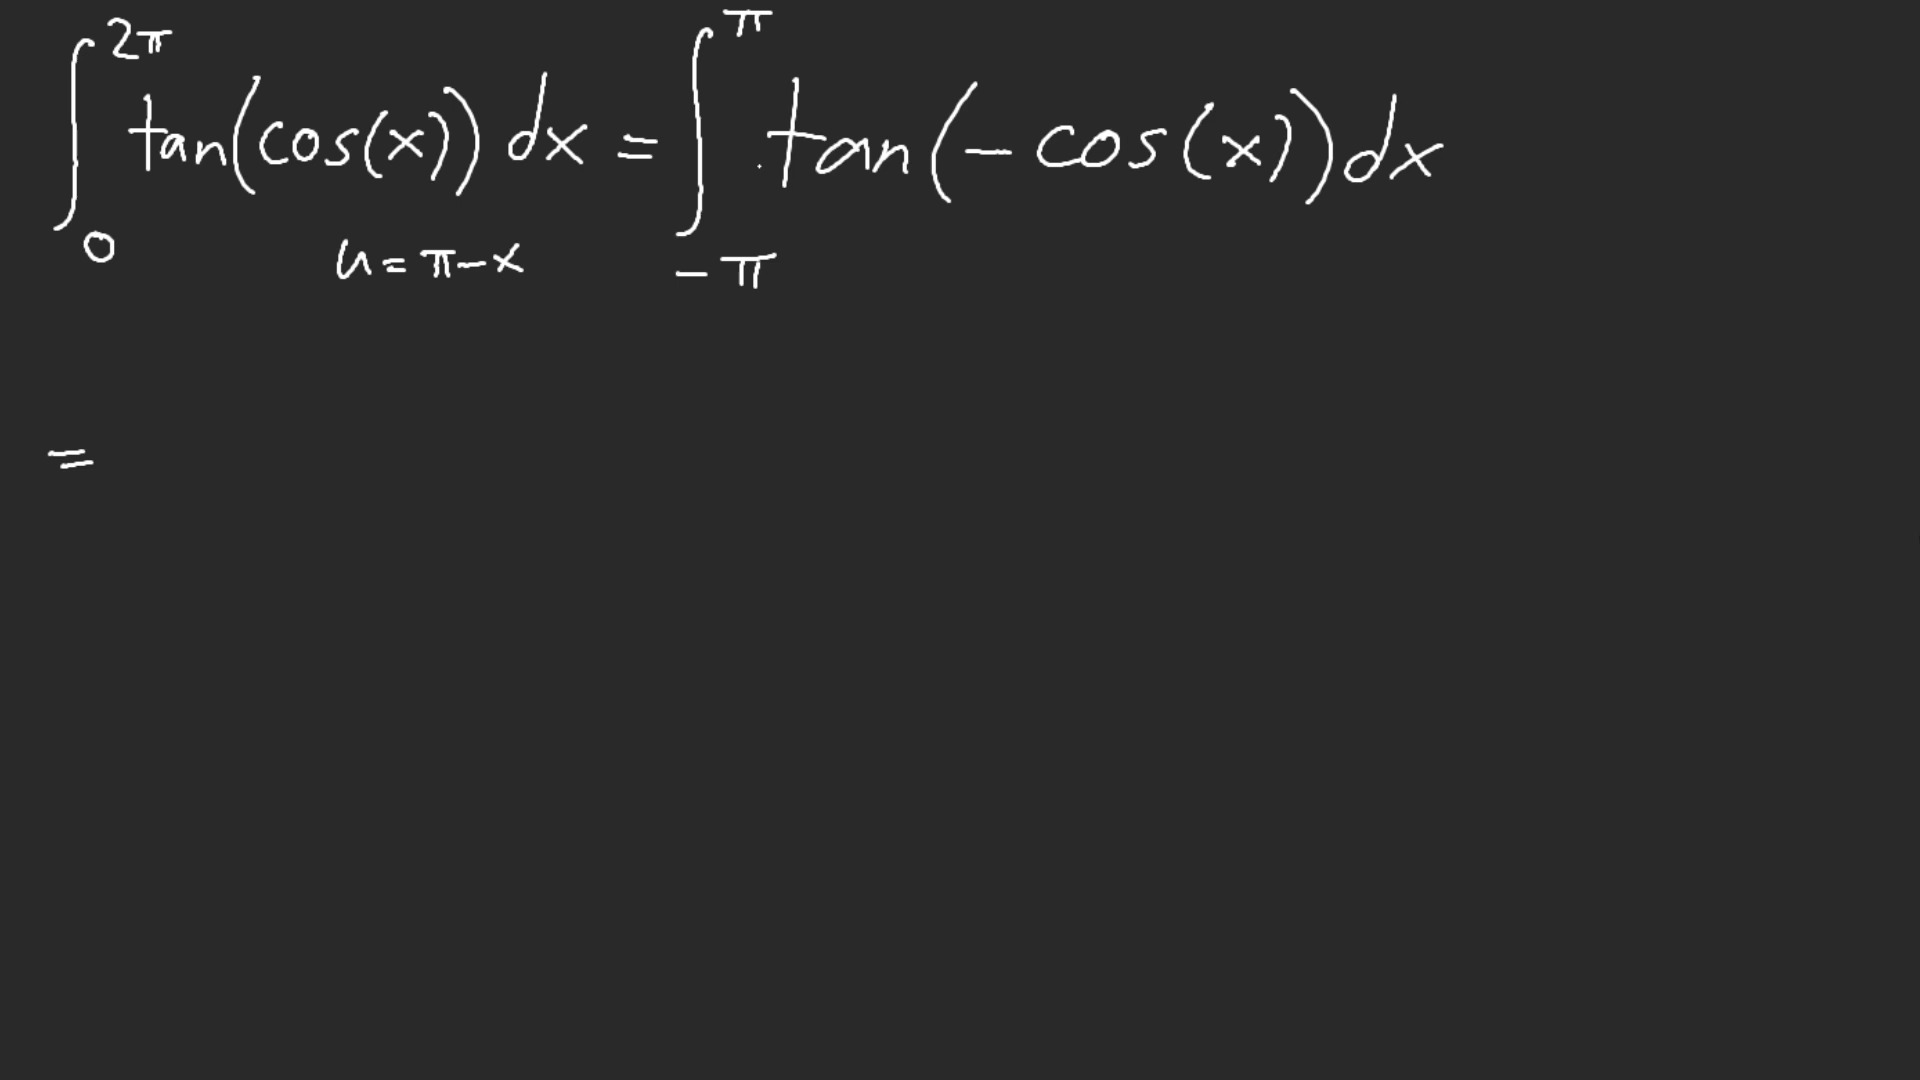 ∫₀^{2π} tan(cos(x)) dx = ∫_{-π}^{π} tan(-cos(x)) dx
u = π - x
=